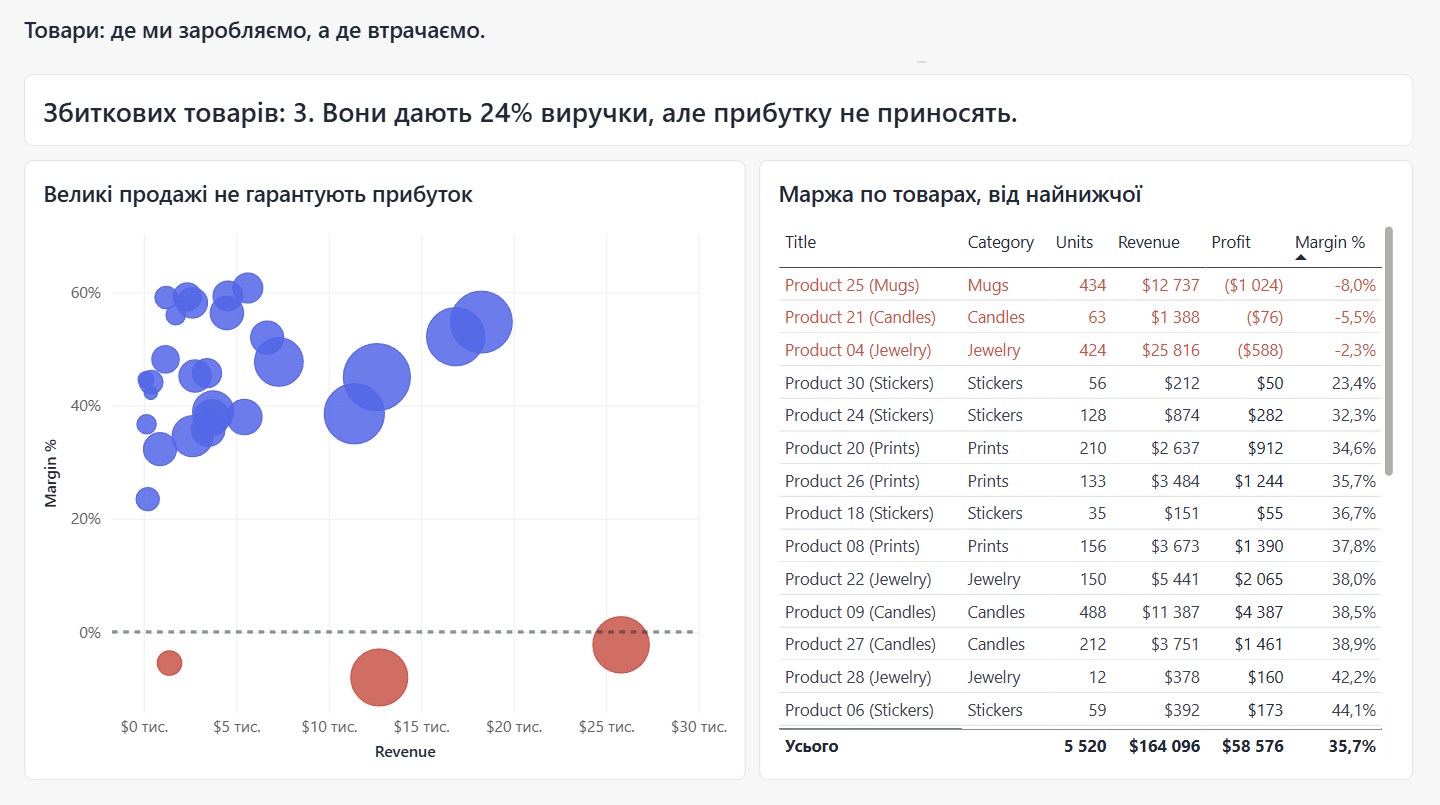 Товари: де ми заробляємо, а де втрачаємо.
Збиткових товарів: 3. Вони дають 24% виручки, але прибутку не приносять.
Великі продажі не гарантують прибуток
60%
40%
20%
0%
Margin %
$0 тис. $5 тис. $10 тис. $15 тис. $20 тис. $25 тис. $30 тис.
Revenue
Маржа по товарах, від найнижчої
Title Category Units Revenue Profit Margin %
Product 25 (Mugs) Mugs 434 $12 737 ($1 024) -8,0%
Product 21 (Candles) Candles 63 $1 388 ($76) -5,5%
Product 04 (Jewelry) Jewelry 424 $25 816 ($588) -2,3%
Product 30 (Stickers) Stickers 56 $212 $50 23,4%
Product 24 (Stickers) Stickers 128 $874 $282 32,3%
Product 20 (Prints) Prints 210 $2 637 $912 34,6%
Product 26 (Prints) Prints 133 $3 484 $1 244 35,7%
Product 18 (Stickers) Stickers 35 $151 $55 36,7%
Product 08 (Prints) Prints 156 $3 673 $1 390 37,8%
Product 22 (Jewelry) Jewelry 150 $5 441 $2 065 38,0%
Product 09 (Candles) Candles 488 $11 387 $4 387 38,5%
Product 27 (Candles) Candles 212 $3 751 $1 461 38,9%
Product 28 (Jewelry) Jewelry 12 $378 $160 42,2%
Product 06 (Stickers) Stickers 59 $392 $173 44,1%
Усього 5 520 $164 096 $58 576 35,7%